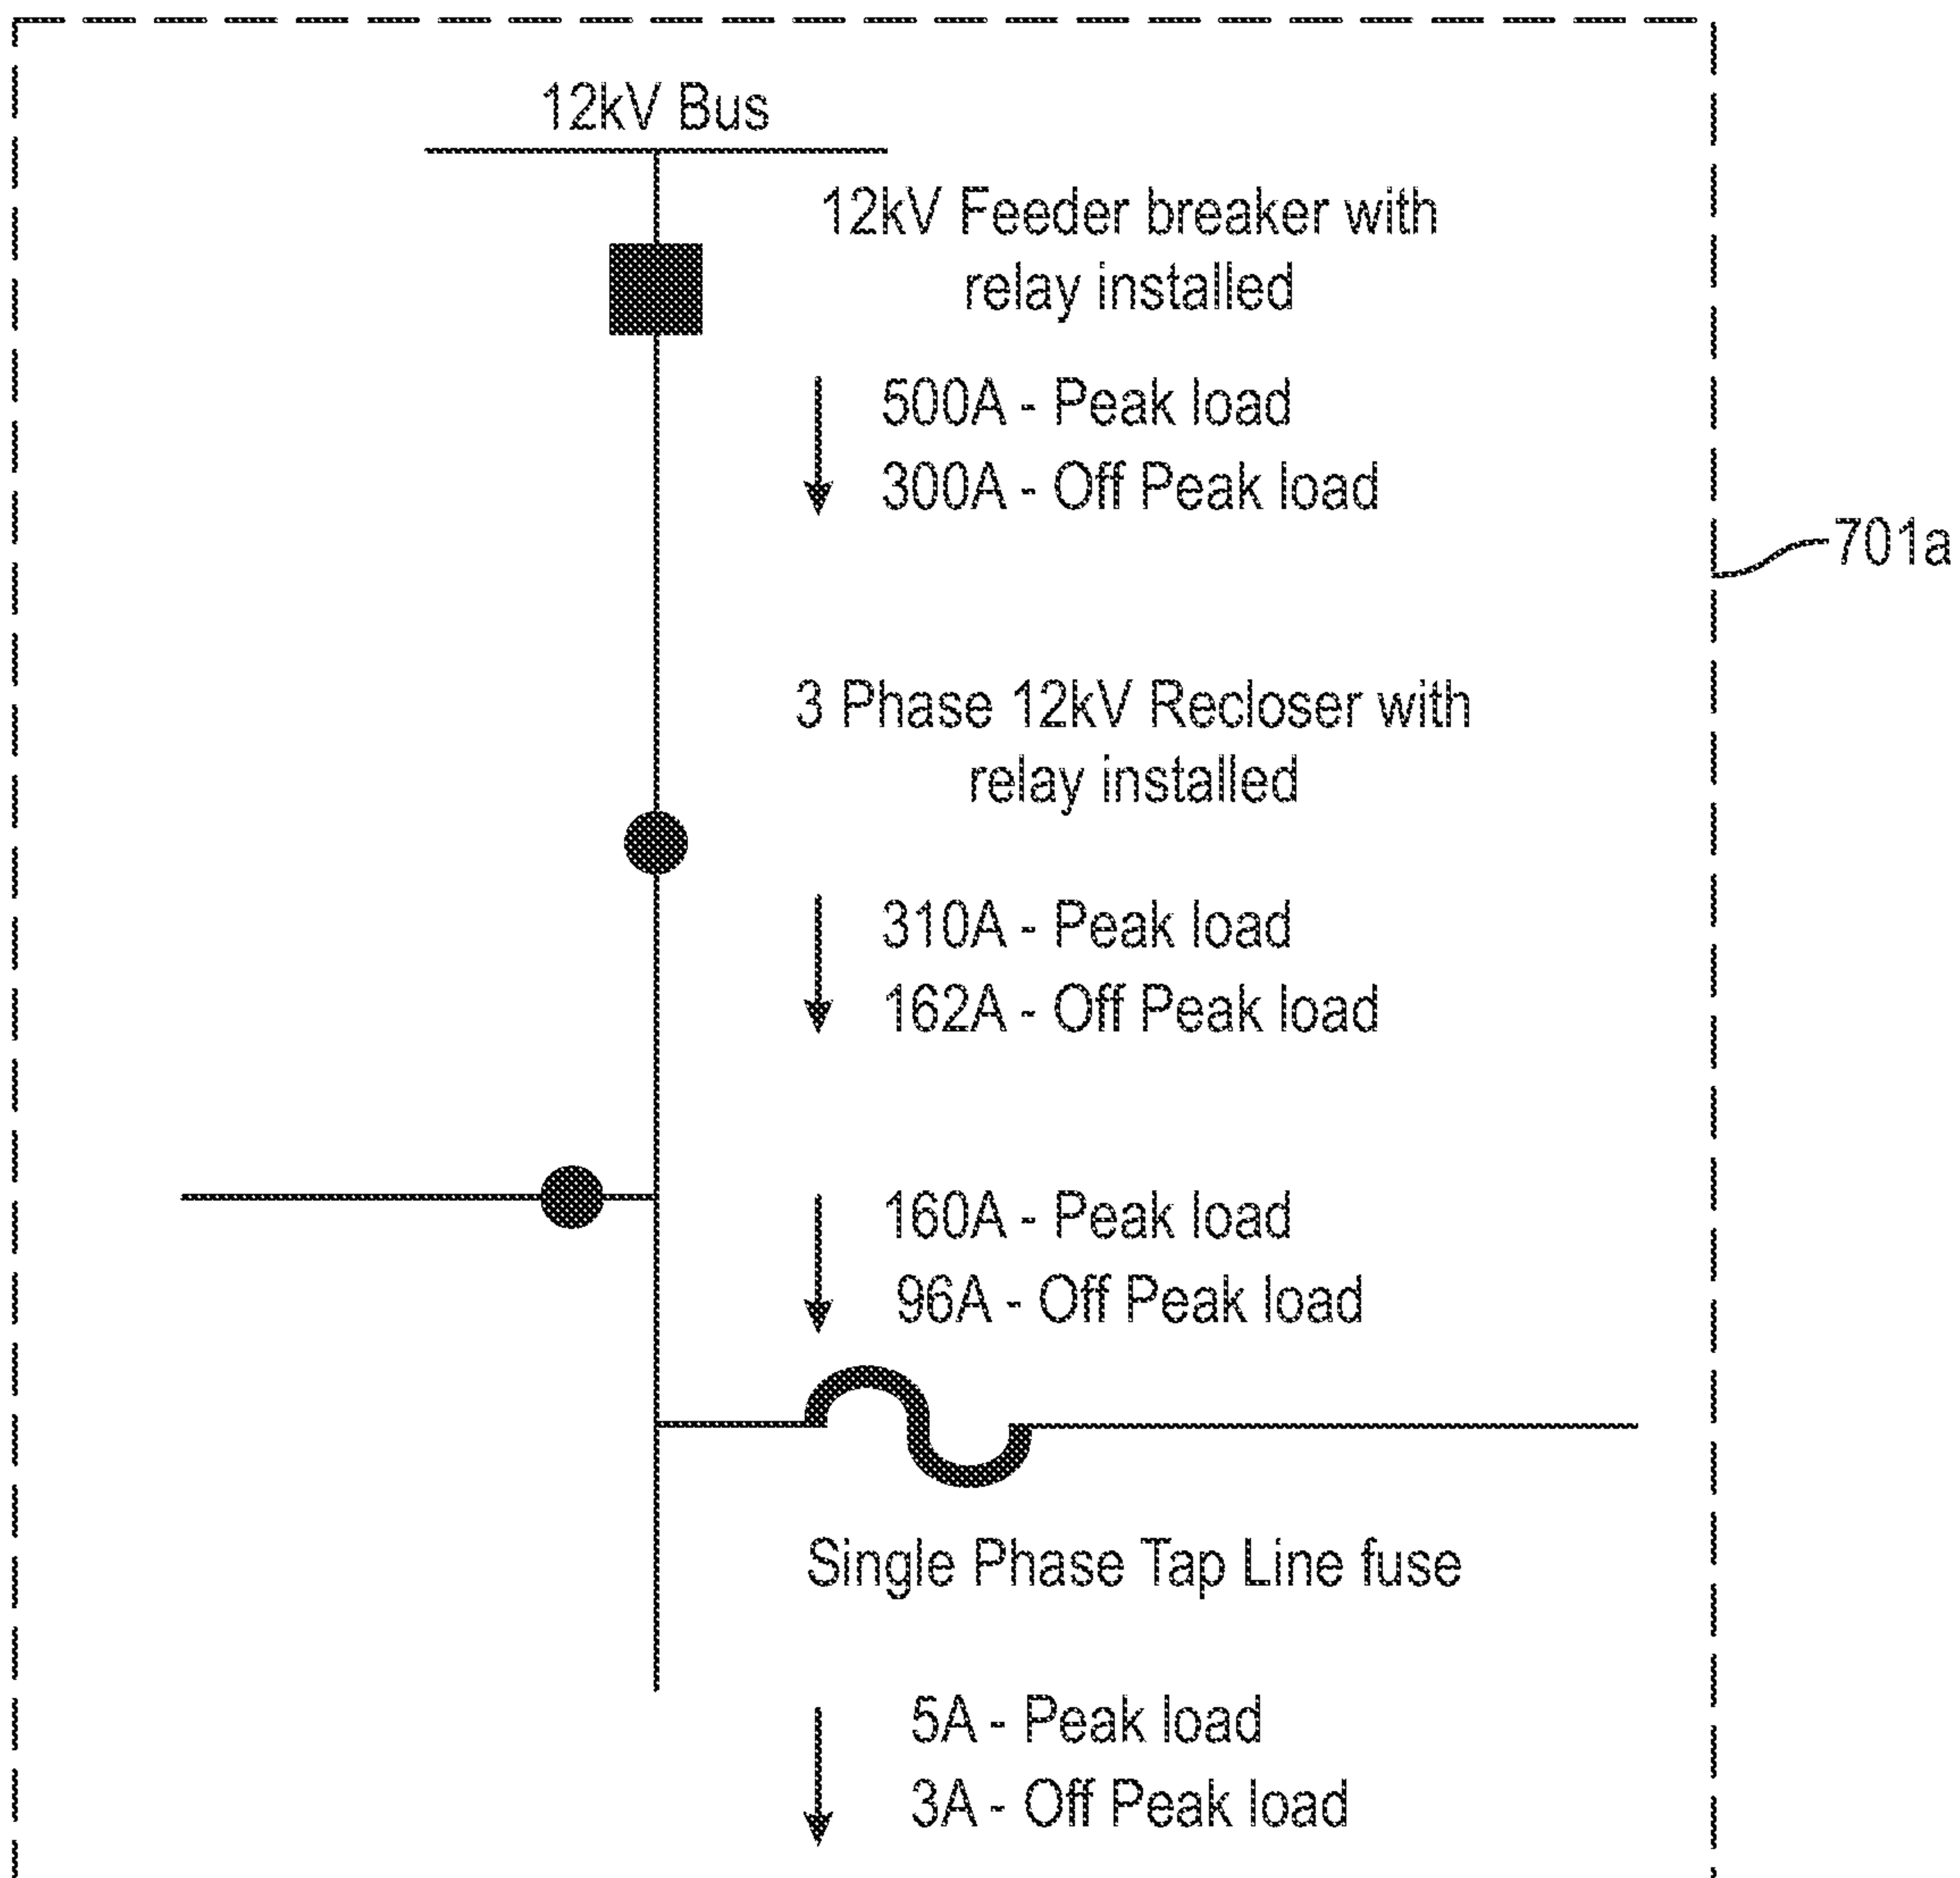 12kV Bus
12kV Feeder breaker with
relay installed
500A - Peak load
300A - Off Peak load
701a
3 Phase 12kV Recloser with
relay installed
310A - Peak load
162A - Off Peak load
160A - Peak load
96A - Off Peak load
Single Phase Tap Line fuse
5A - Peak load
3A - Off Peak load